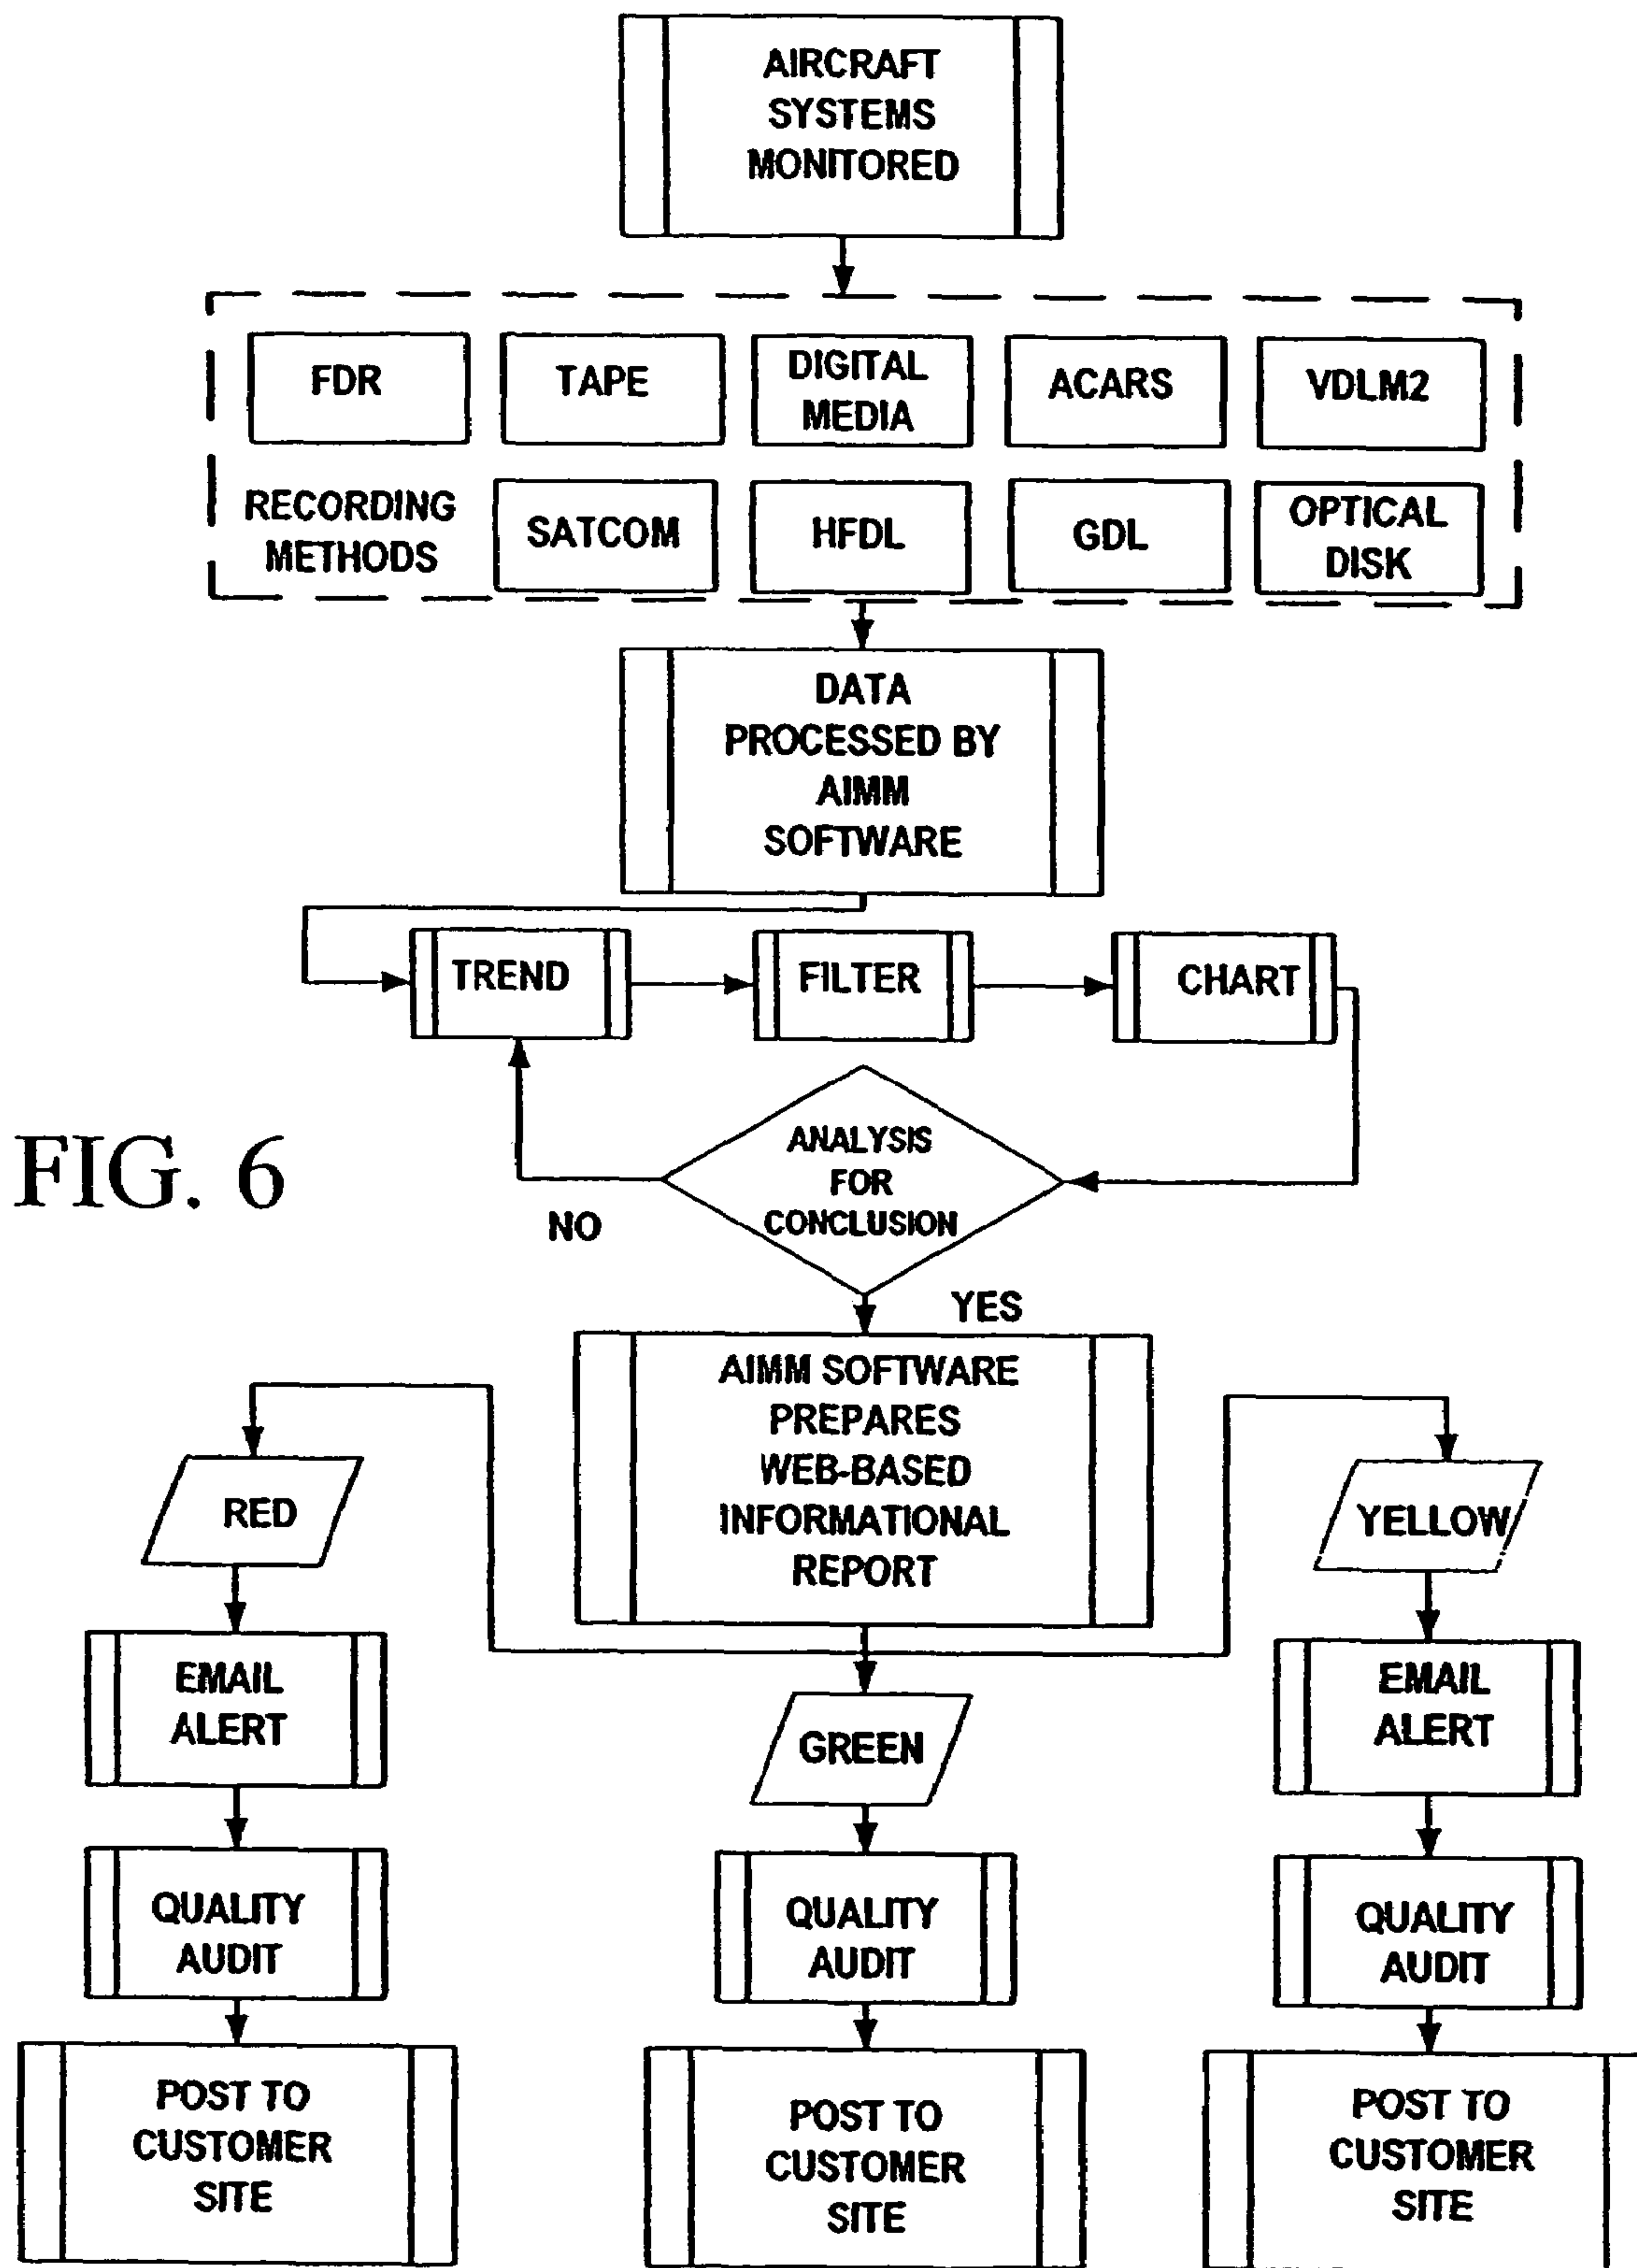 AIRCRAFT
SYSTEMS
MONITORED
FDR
TAPE
DIGITAL
MEDIA
ACARS
VDLM2
RECORDING
METHODS
SATCOM
HFDL
GDL
OPTICAL
DISK
DATA
PROCESSED BY
AIMM
SOFTWARE
TREND
FILTER
CHART
ANALYSIS
FOR
CONCLUSION
FIG. 6
NO
YES
AIMM SOFTWARE
PREPARES
WEB-BASED
INFORMATIONAL
REPORT
RED
YELLOW
EMAIL
ALERT
GREEN
EMAIL
ALERT
QUALITY
AUDIT
QUALITY
AUDIT
QUALITY
AUDIT
POST TO
CUSTOMER
SITE
POST TO
CUSTOMER
SITE
POST TO
CUSTOMER
SITE